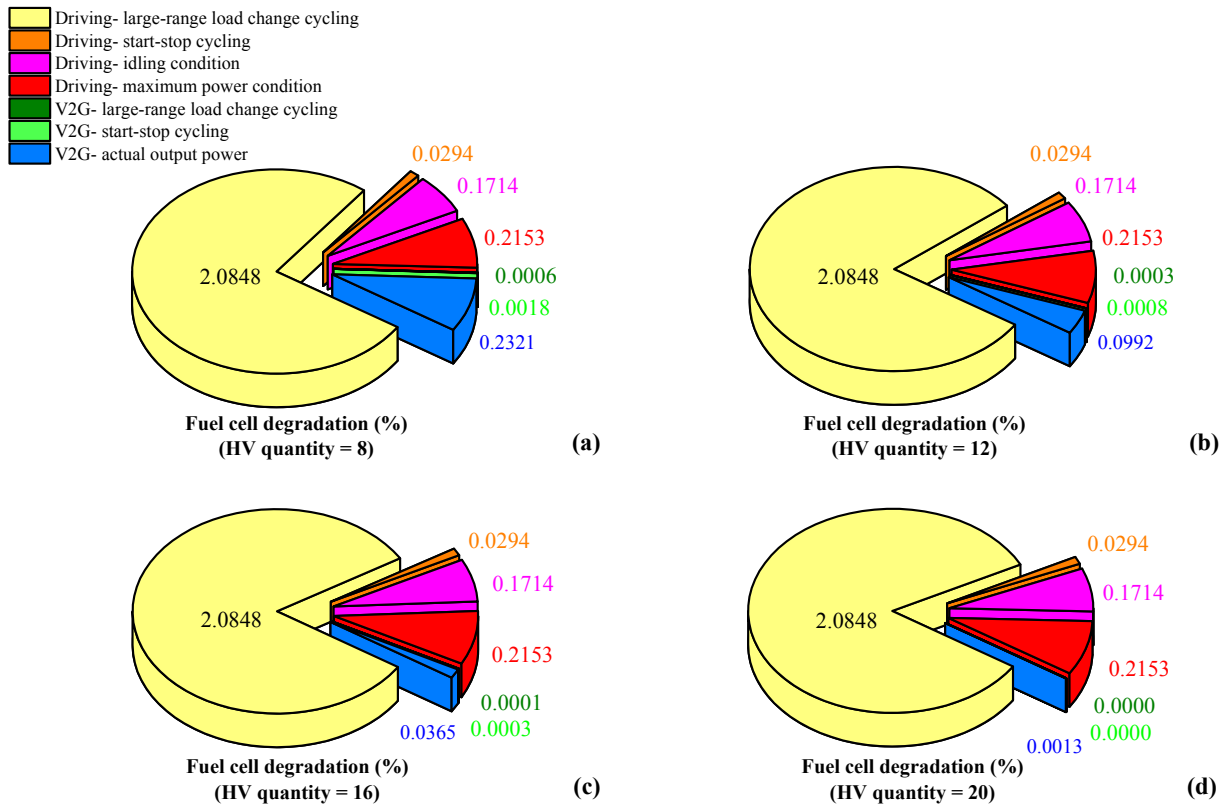 Driving- large-range load change cycling
Driving- start-stop cycling
Driving- idling condition
Driving- maximum power condition
V2G- large-range load change cycling
V2G- start-stop cycling
V2G- actual output power
0.0294
0.1714
0.2153
0.0006
0.0018
0.2321
2.0848
Fuel cell degradation (%)
(HV quantity = 8)
(a)
0.0294
0.1714
0.2153
0.0003
0.0008
0.0992
2.0848
Fuel cell degradation (%)
(HV quantity = 12)
(b)
0.0294
0.1714
2.0848
0.2153
0.0001
0.0003
0.0365
Fuel cell degradation (%)
(HV quantity = 16)
(c)
0.0294
0.1714
2.0848
0.2153
0.0000
0.0000
0.0013
Fuel cell degradation (%)
(HV quantity = 20)
(d)